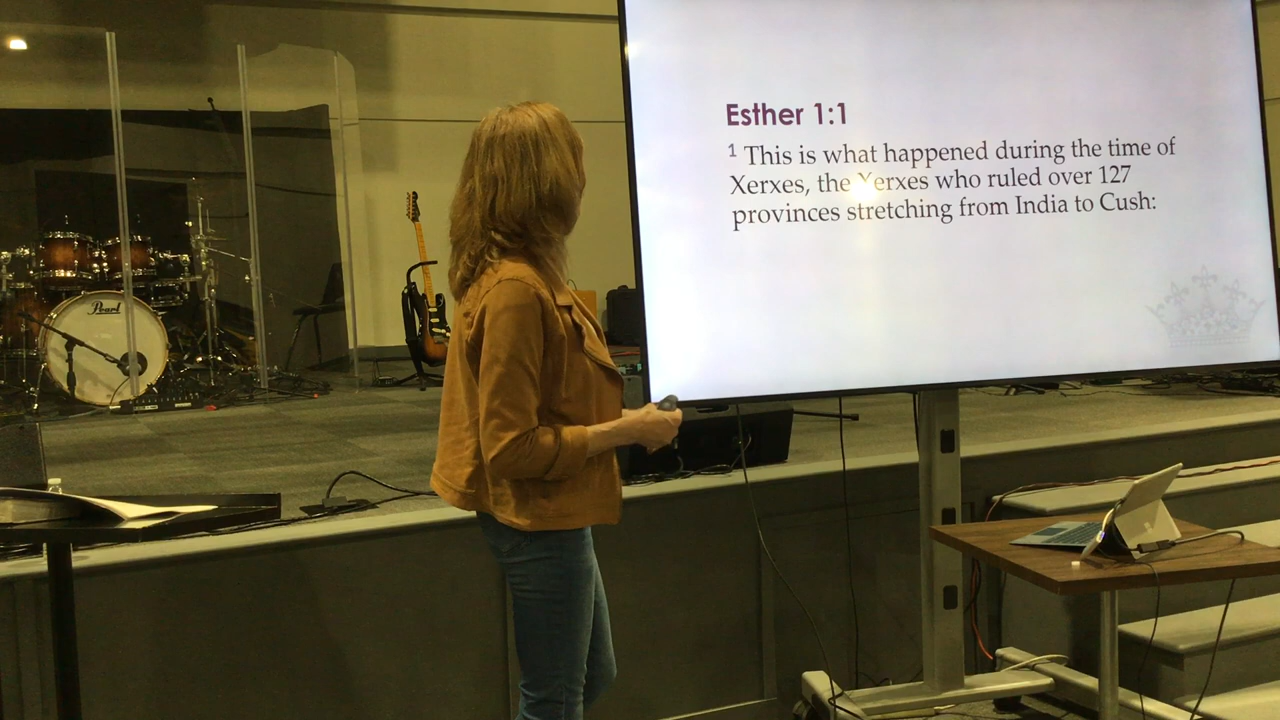 Esther 1:1
1 This is what happened during the time of
Xerxes, the Xerxes who ruled over 127
provinces stretching from India to Cush:
Pearl